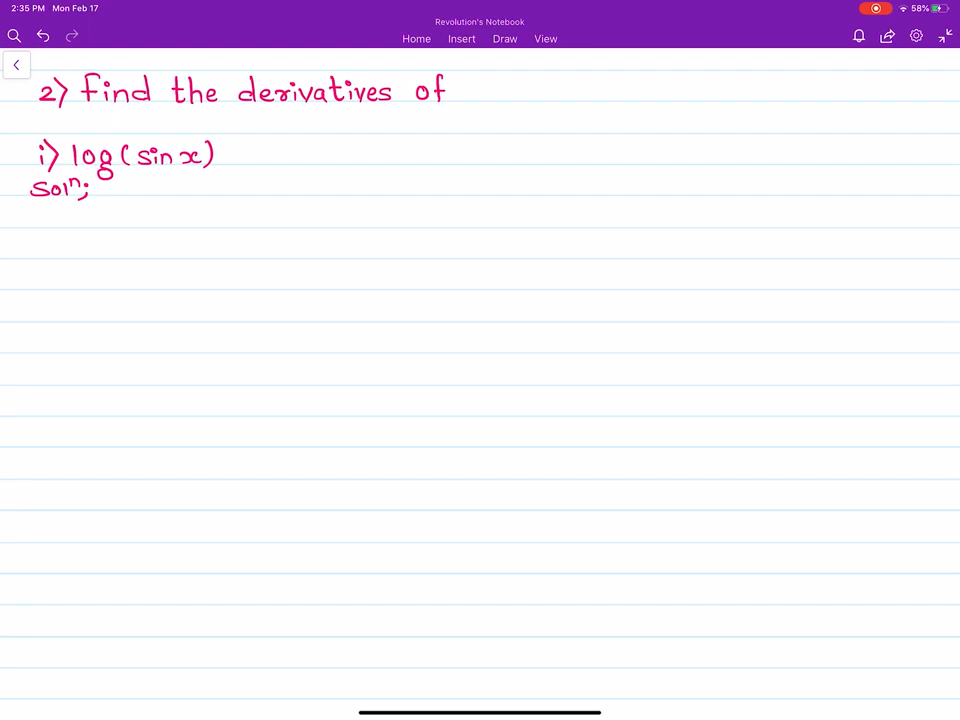 2:35 PM Mon Feb 17
58%
Revolution's Notebook
Home Insert Draw View
2) Find the derivatives of
i) log(sin x)
Solⁿ;